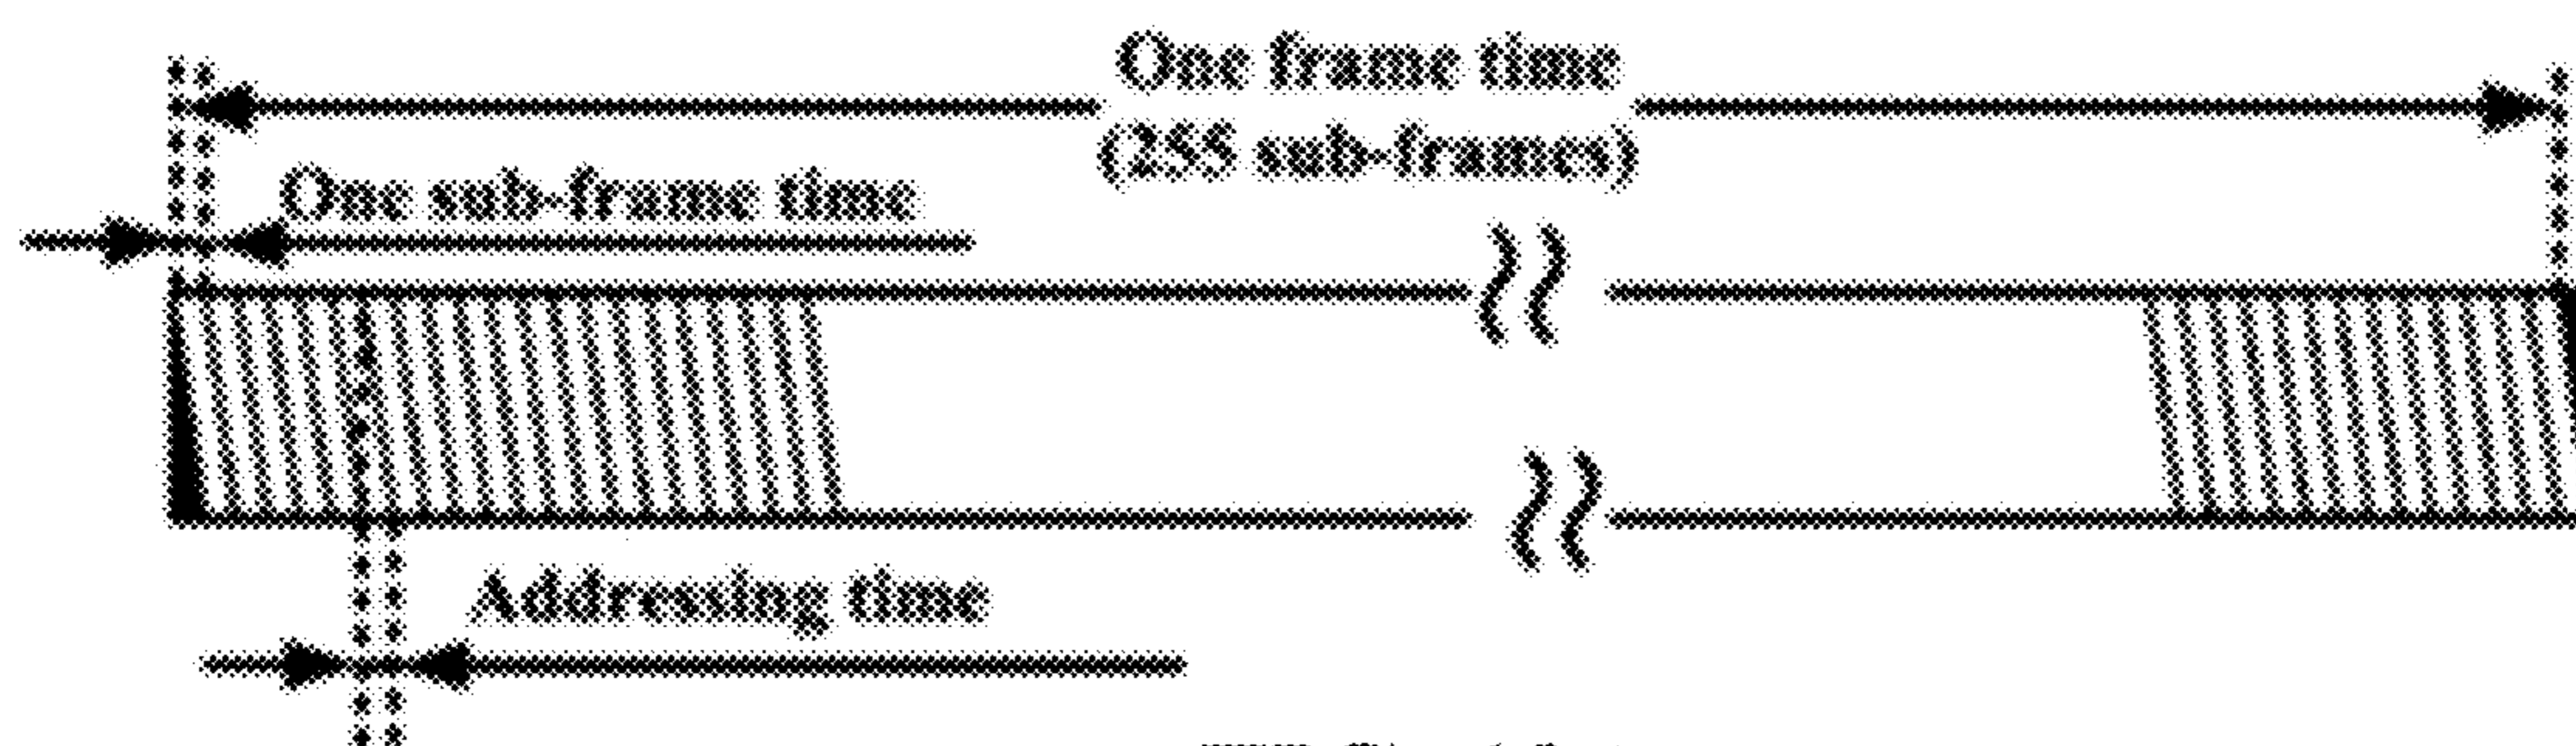 One frame time
(255 sub-frames)
One sub-frame time
Addressing time